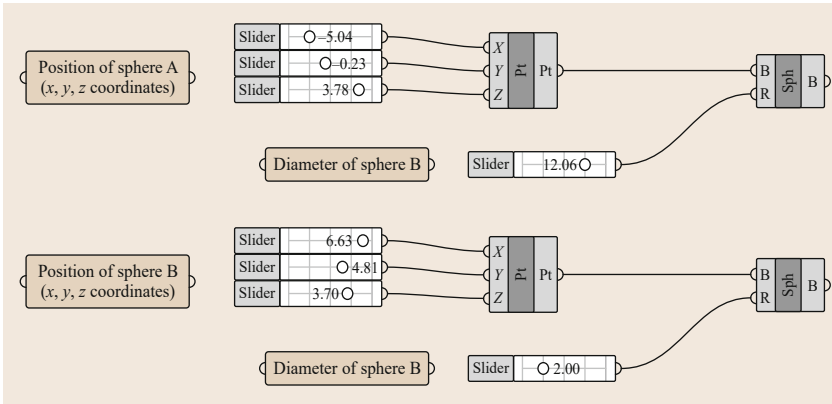 Slider –5.04
Slider –0.23
Slider 3.78
Position of sphere A
(x, y, z coordinates)
X
Y
Z
Pt
Pt
B
R
Sph
B
Diameter of sphere B
Slider 12.06
Slider 6.63
Slider 4.81
Slider 3.70
Position of sphere B
(x, y, z coordinates)
X
Y
Z
Pt
Pt
B
R
Sph
B
Diameter of sphere B
Slider 2.00